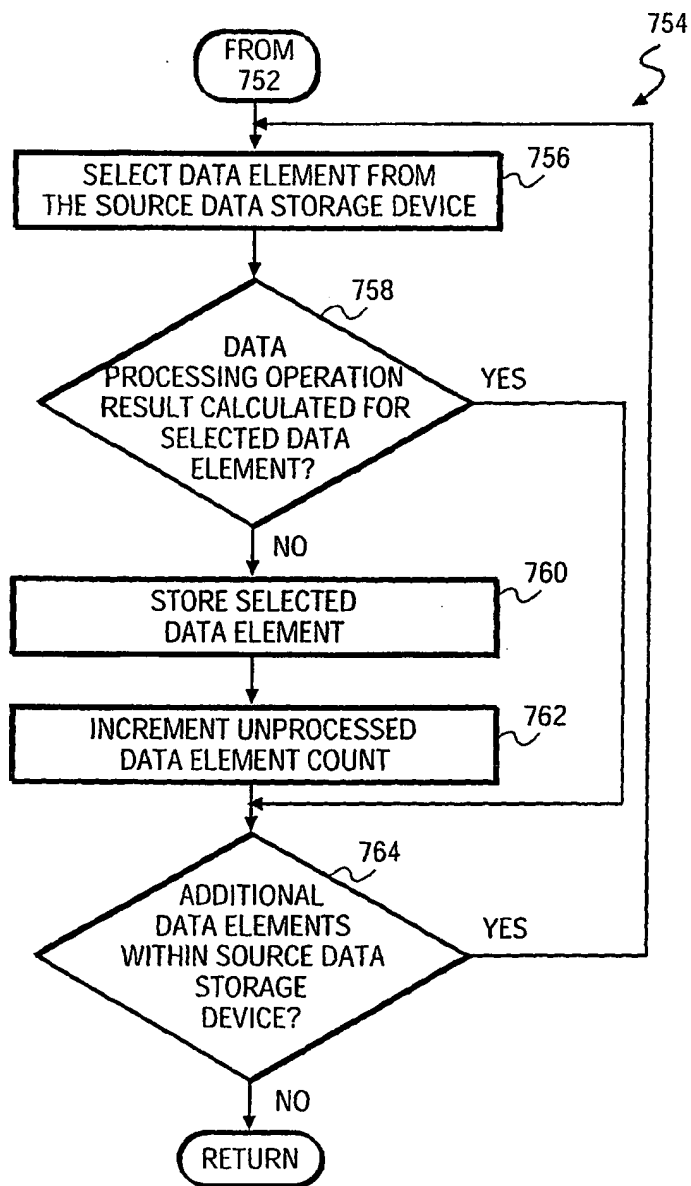 FROM
752
754
SELECT DATA ELEMENT FROM
THE SOURCE DATA STORAGE DEVICE
756
758
DATA
PROCESSING OPERATION
RESULT CALCULATED FOR
SELECTED DATA
ELEMENT?
YES
NO
760
STORE SELECTED
DATA ELEMENT
762
INCREMENT UNPROCESSED
DATA ELEMENT COUNT
764
ADDITIONAL
DATA ELEMENTS
WITHIN SOURCE DATA
STORAGE
DEVICE?
YES
NO
RETURN